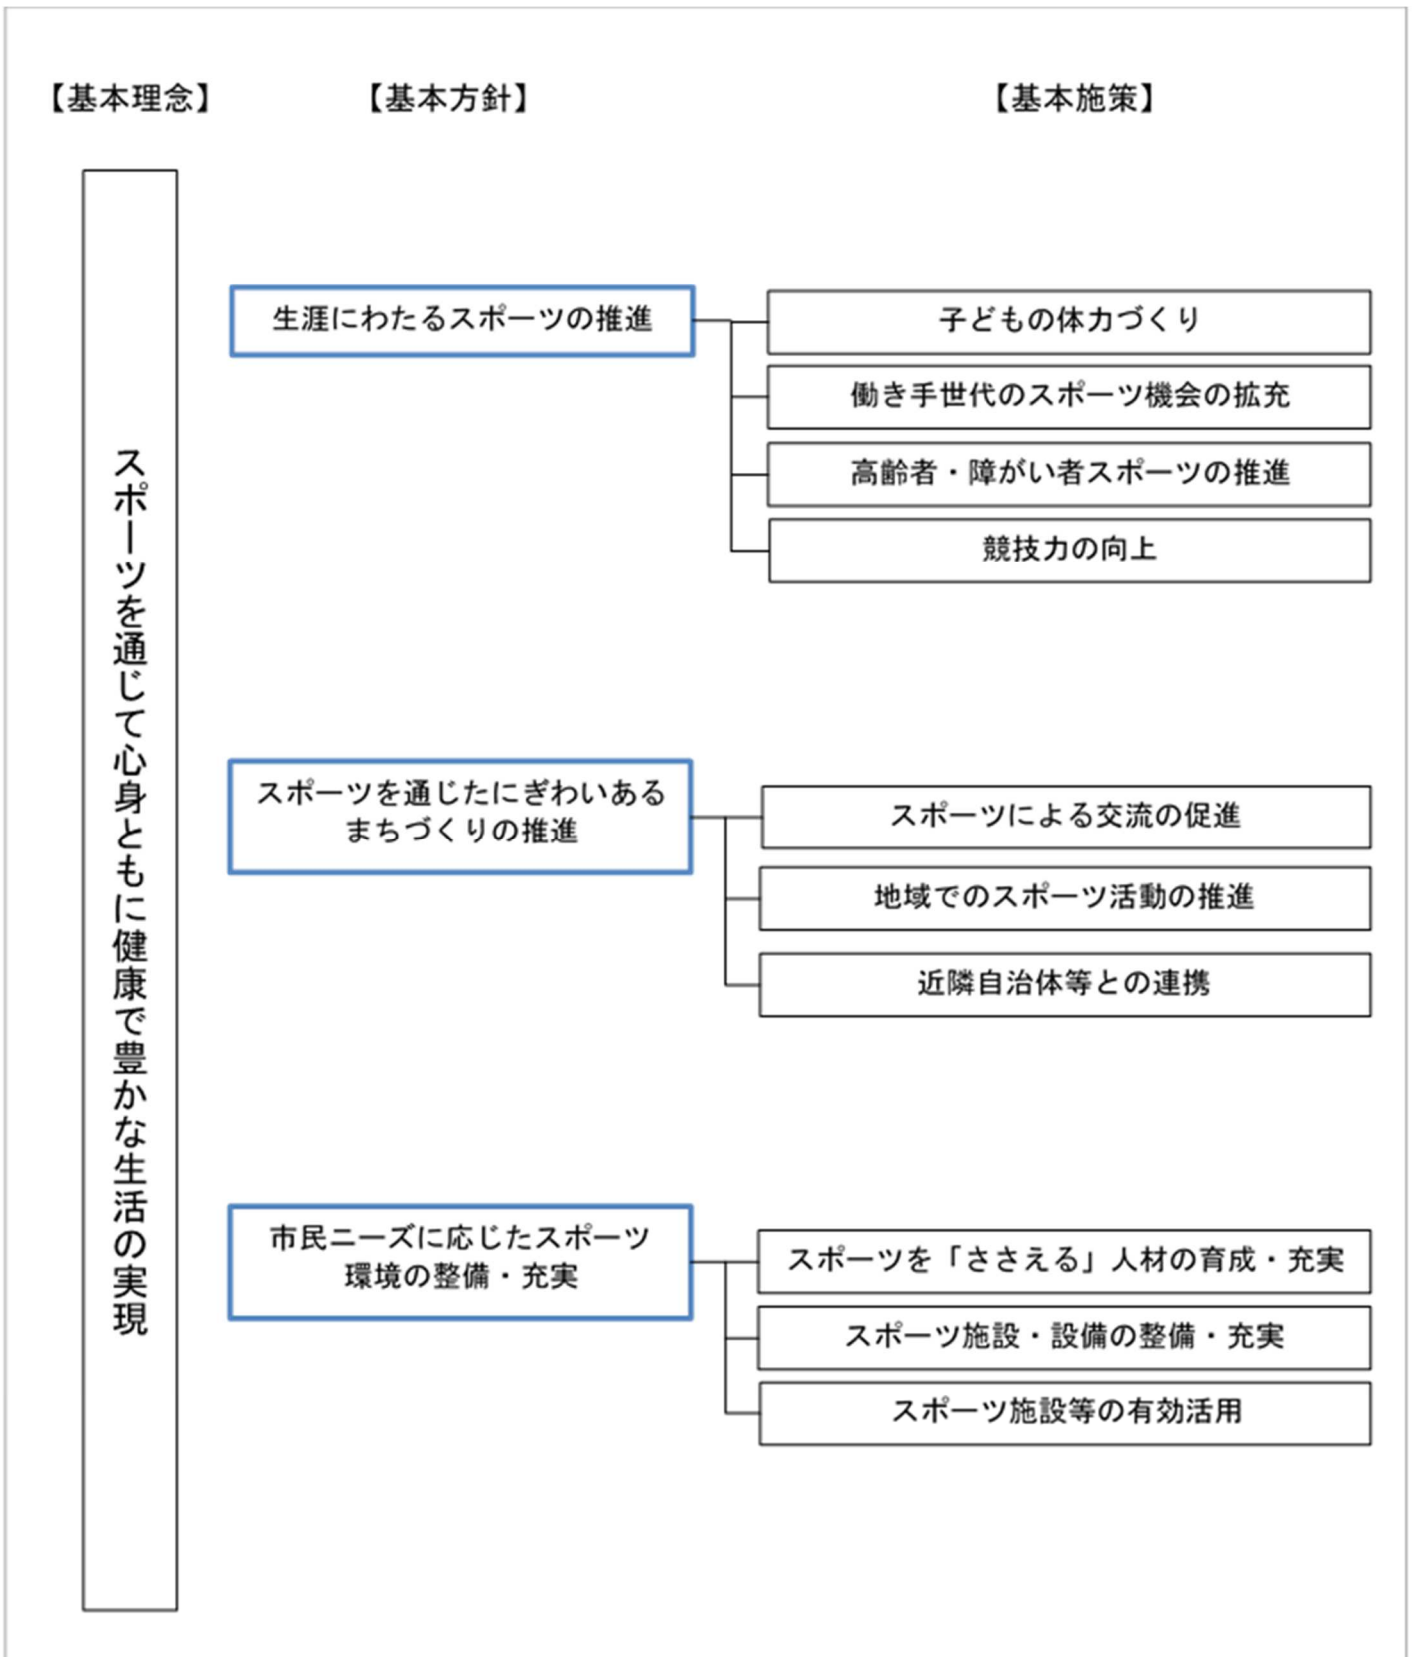 【基本理念】
【基本方針】
【基本施策】
スポーツを通じて心身ともに健康で豊かな生活の実現
生涯にわたるスポーツの推進
子どもの体力づくり
働き手世代のスポーツ機会の拡充
高齢者・障がい者スポーツの推進
競技力の向上
スポーツを通じたにぎわいある
まちづくりの推進
スポーツによる交流の促進
地域でのスポーツ活動の推進
近隣自治体等との連携
市民ニーズに応じたスポーツ
環境の整備・充実
スポーツを「ささえる」人材の育成・充実
スポーツ施設・設備の整備・充実
スポーツ施設等の有効活用